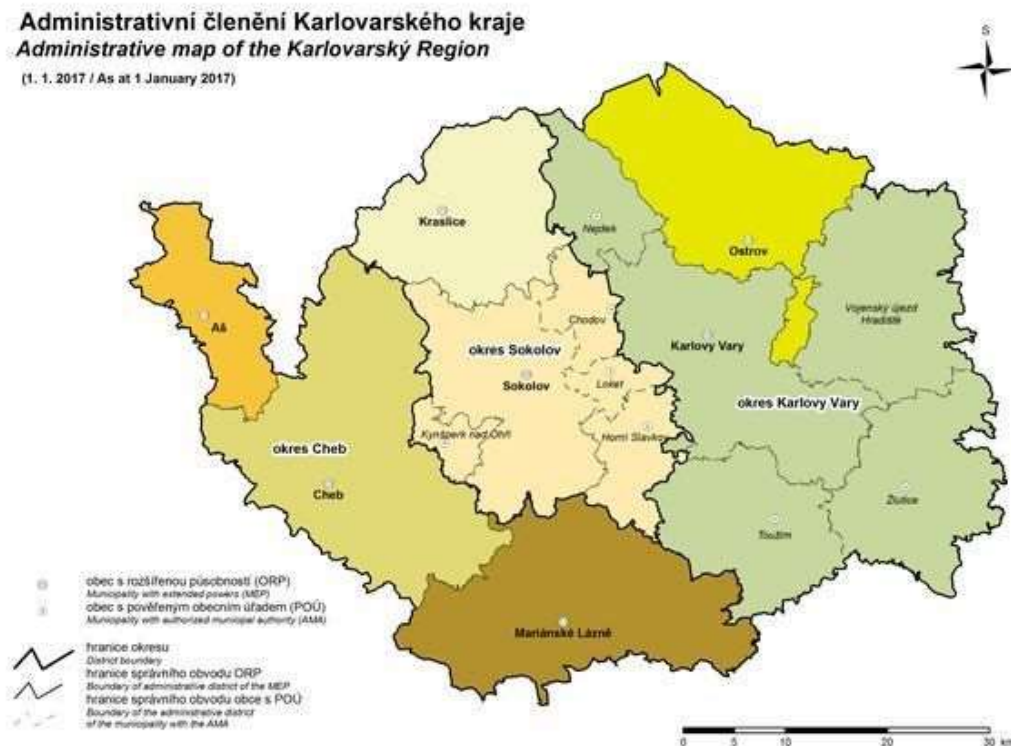 Administrativní členění Karlovarského kraje
Administrative map of the Karlovarský Region
(1. 1. 2017 / As at 1 January 2017)
S
Kraslice
Nejdek
Ostrov
Aš
Chodov
Vojenský újezd
Hradiště
Karlovy Vary
okres Sokolov
Sokolov
Loket
okres Karlovy Vary
Kynšperk nad Ohří
Horní Slavkov
okres Cheb
Cheb
Žlutice
Toužim
Mariánské Lázně
obec s rozšířenou působností (ORP)
Municipality with extended powers (MEP)
obec s pověřeným obecním úřadem (POÚ)
Municipality with authorized municipal authority (AMA)
hranice okresu
District boundary
hranice správního obvodu ORP
Boundary of administrative district of the MEP
hranice správního obvodu obce s POÚ
Boundary of the administrative district
of the municipality with the AMA
0 5 10 20 30 km